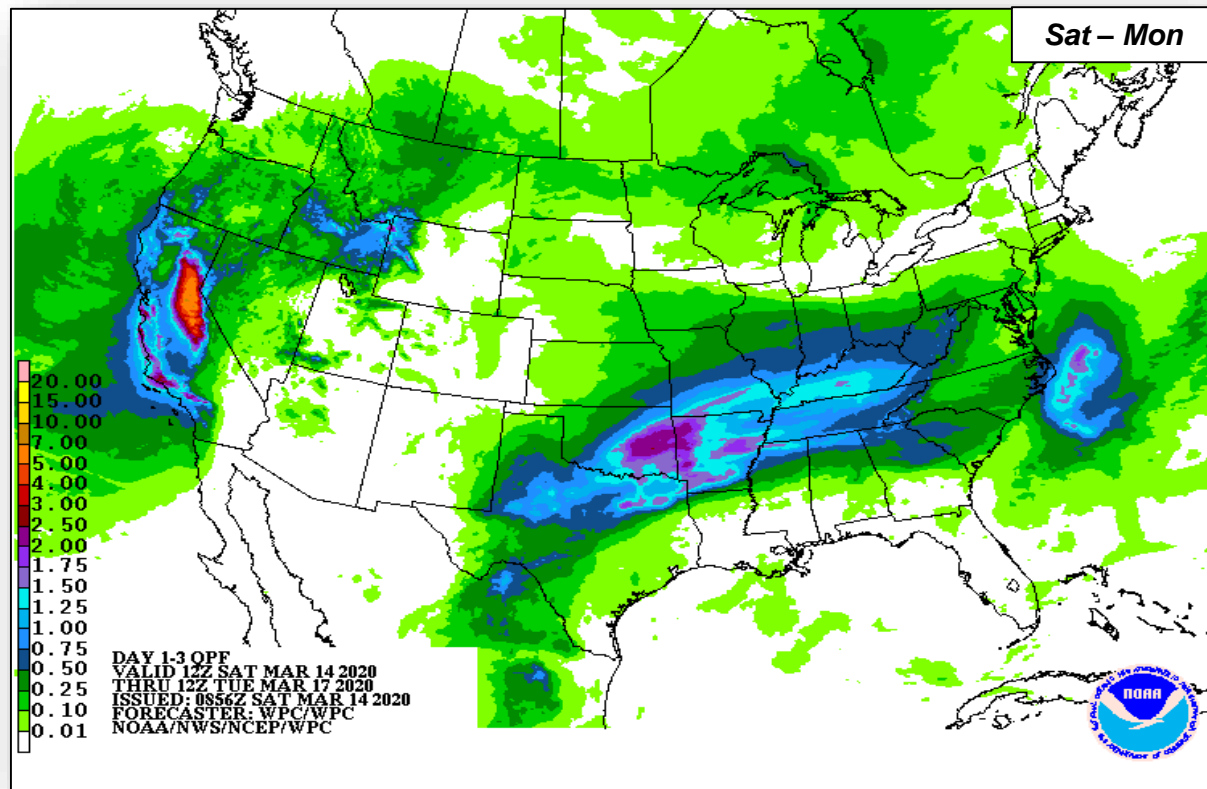 Sat – Mon
20.00
15.00
10.00
7.00
5.00
4.00
3.00
2.50
2.00
1.75
1.50
1.25
1.00
0.75
0.50
0.25
0.10
0.01
DAY 1-3 QPF
VALID 12Z SAT MAR 14 2020
THRU 12Z TUE MAR 17 2020
ISSUED: 0856Z SAT MAR 14 2020
FORECASTER: WPC/WPC
NOAA/NWS/NCEP/WPC
NOAA